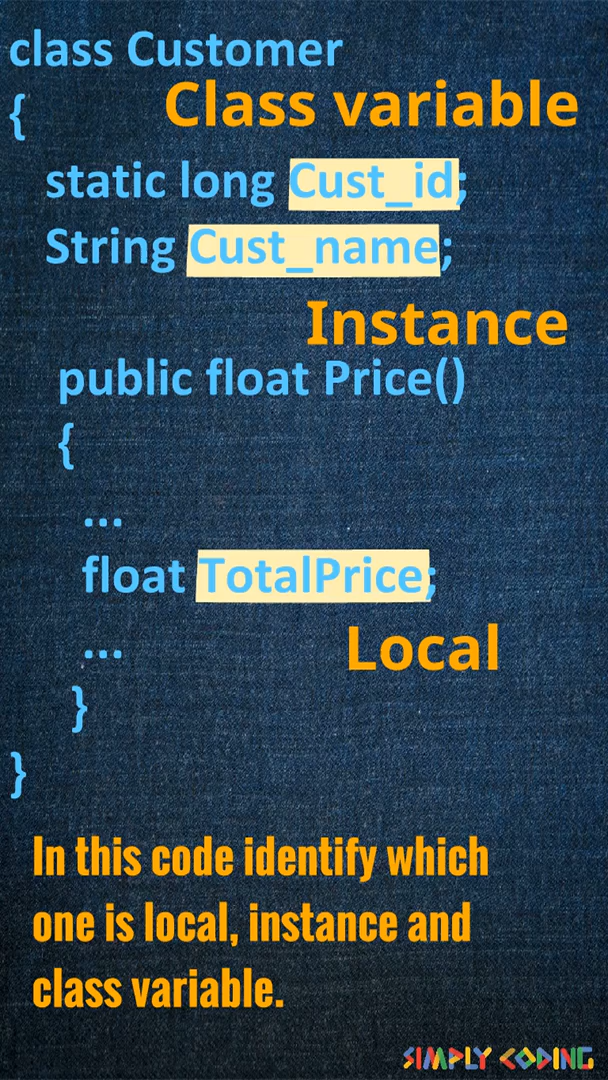 class Customer
{
Class variable
static long Cust_id;
String Cust_name;
Instance
public float Price()
{
...
float TotalPrice;
...
Local
}
}
In this code identify which
one is local, instance and
class variable.
SIMPLY CODING